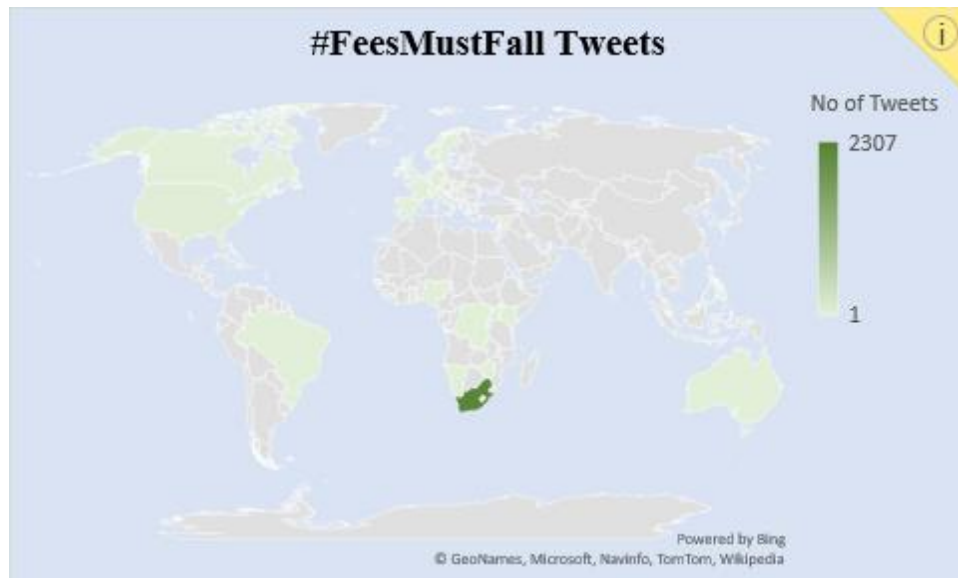 #FeesMustFall Tweets
i
No of Tweets
2307
1
Powered by Bing
© GeoNames, Microsoft, Navinfo, TomTom, Wikipedia